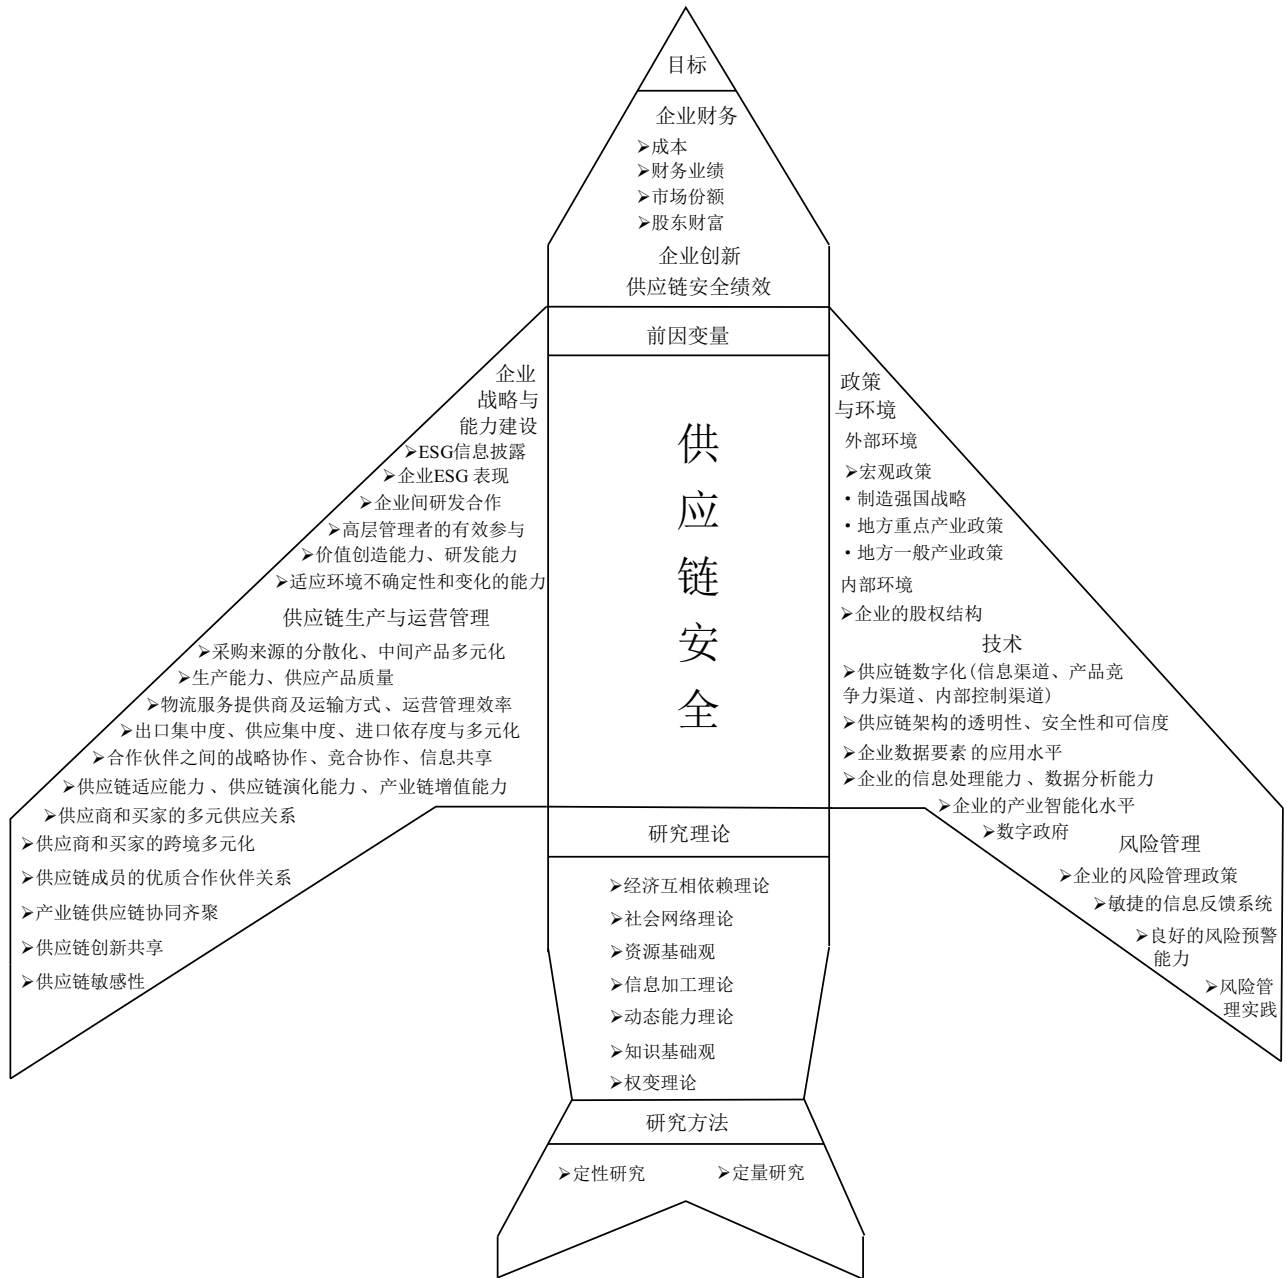 目标
企业财务
➢成本
➢财务业绩
➢市场份额
➢股东财富
企业创新
供应链安全绩效
前因变量
企业
战略与
能力建设
➢ESG信息披露
➢企业ESG 表现
➢企业间研发合作
➢高层管理者的有效参与
➢价值创造能力、研发能力
➢适应环境不确定性和变化的能力
供应链生产与运营管理
➢采购来源的分散化、中间产品多元化
➢生产能力、供应产品质量
➢物流服务提供商及运输方式、运营管理效率
➢出口集中度、供应集中度、进口依存度与多元化
➢合作伙伴之间的战略协作、竞合协作、信息共享
➢供应链适应能力、供应链演化能力、产业链增值能力
➢供应商和买家的多元供应关系
➢供应商和买家的跨境多元化
➢供应链成员的优质合作伙伴关系
➢产业链供应链协同齐聚
➢供应链创新共享
➢供应链敏感性
供
应
链
安
全
政策
与环境
外部环境
➢宏观政策
·制造强国战略
·地方重点产业政策
·地方一般产业政策
内部环境
➢企业的股权结构
技术
➢供应链数字化(信息渠道、产品竞
争力渠道、内部控制渠道)
➢供应链架构的透明性、安全性和可信度
➢企业数据要素 的应用水平
➢企业的信息处理能力、数据分析能力
➢企业的产业智能化水平
➢数字政府
风险管理
➢企业的风险管理政策
➢敏捷的信息反馈系统
➢良好的风险预警
能力
➢风险管
理实践
研究理论
➢经济互相依赖理论
➢社会网络理论
➢资源基础观
➢信息加工理论
➢动态能力理论
➢知识基础观
➢权变理论
研究方法
➢定性研究
➢定量研究